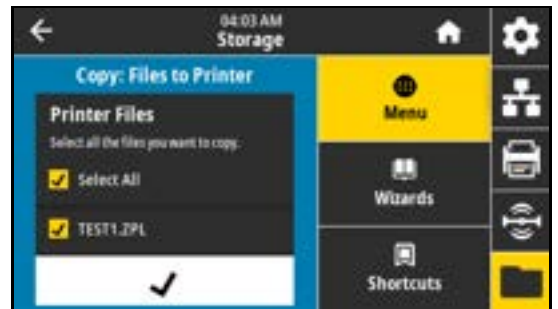 04:03 AM
Storage
Copy: Files to Printer
Printer Files
Select all the files you want to copy.
Select All
TEST1.ZPL
Menu
Wizards
Shortcuts